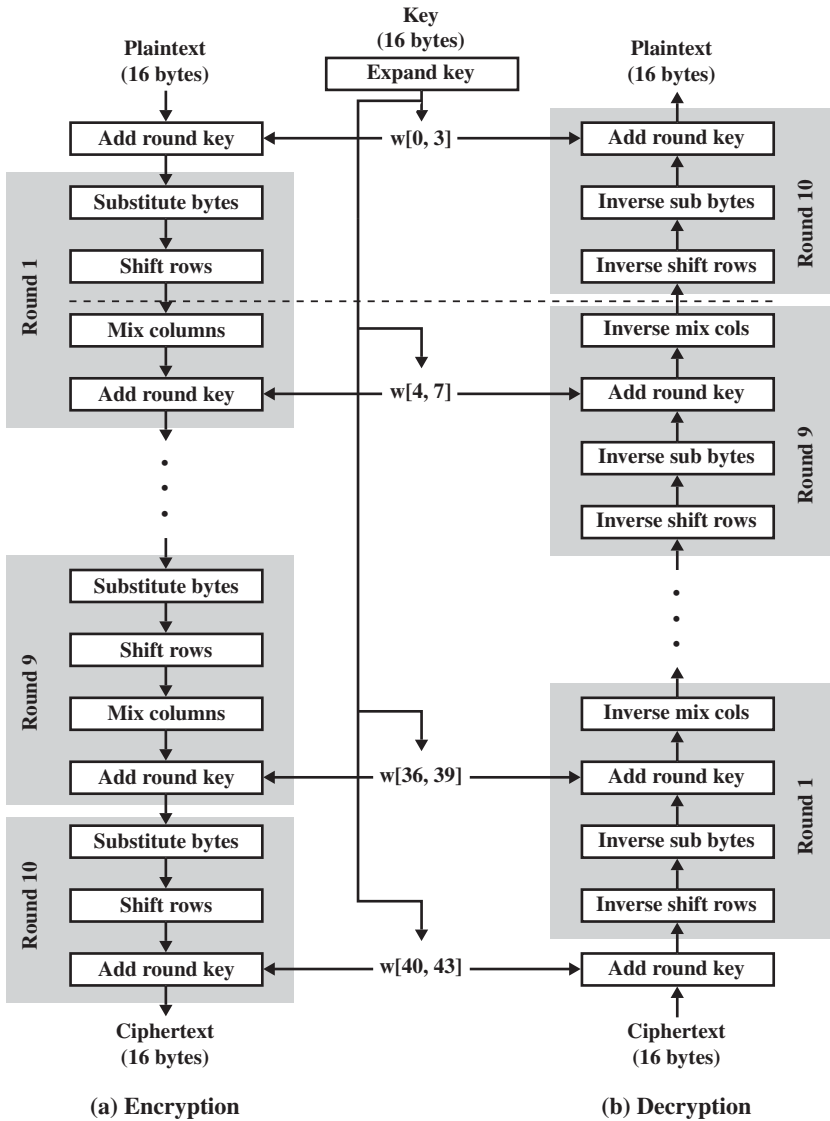 Key
(16 bytes)
Plaintext
(16 bytes)
Expand key
Plaintext
(16 bytes)
Add round key
w[0, 3]
Add round key
Round 1
Substitute bytes
Shift rows
Mix columns
Add round key
Round 10
Inverse sub bytes
Inverse shift rows
w[4, 7]
Round 9
Inverse mix cols
Add round key
Inverse sub bytes
Inverse shift rows
Round 9
Substitute bytes
Shift rows
Mix columns
Add round key
w[36, 39]
Round 1
Inverse mix cols
Add round key
Inverse sub bytes
Inverse shift rows
Round 10
Substitute bytes
Shift rows
Add round key
w[40, 43]
Add round key
Ciphertext
(16 bytes)
Ciphertext
(16 bytes)
(a) Encryption
(b) Decryption